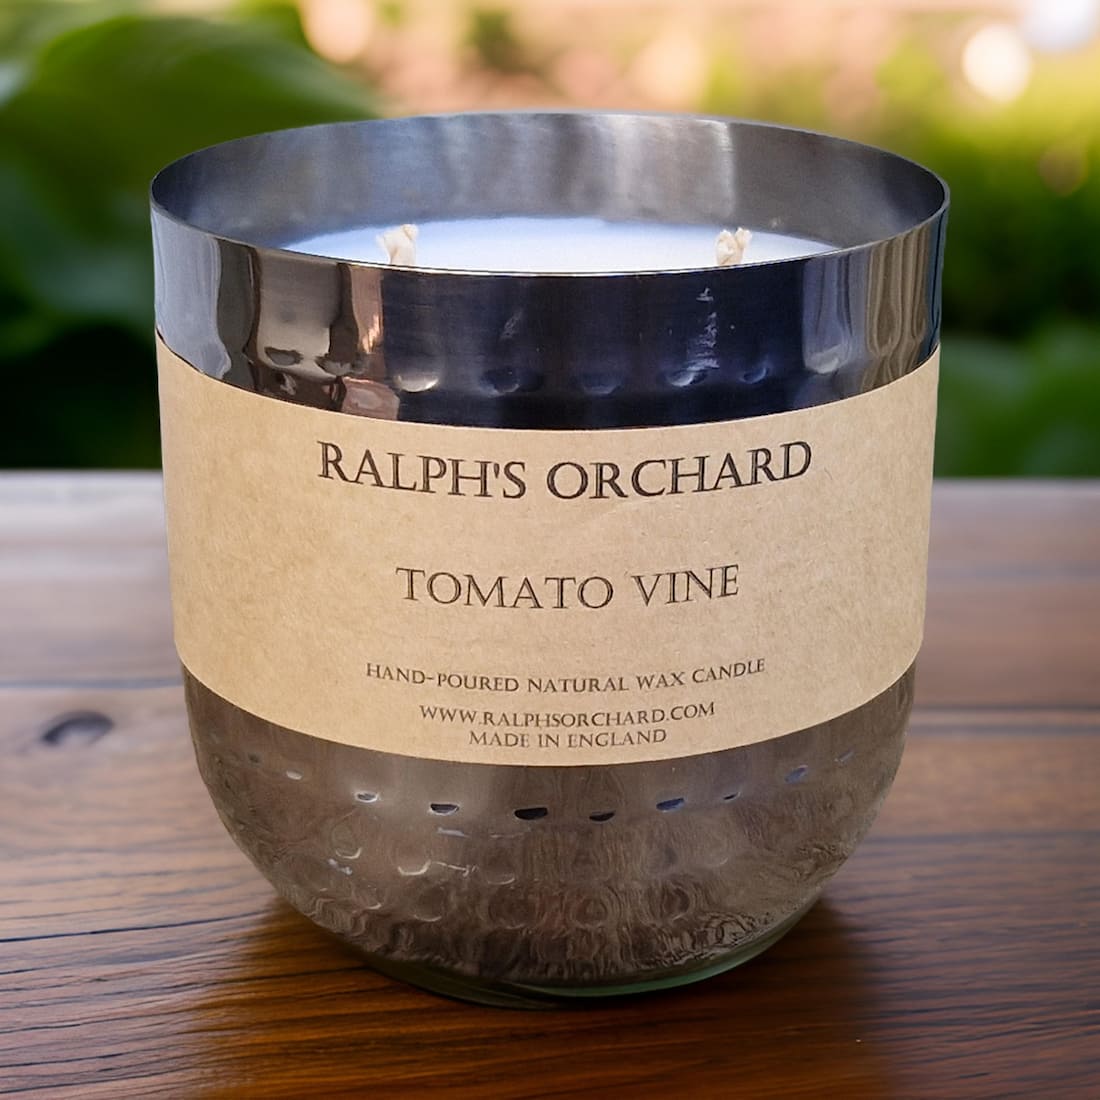 RALPH'S ORCHARD
TOMATO VINE
HAND-POURED NATURAL WAX CANDLE
WWW.RALPHSORCHARD.COM
MADE IN ENGLAND